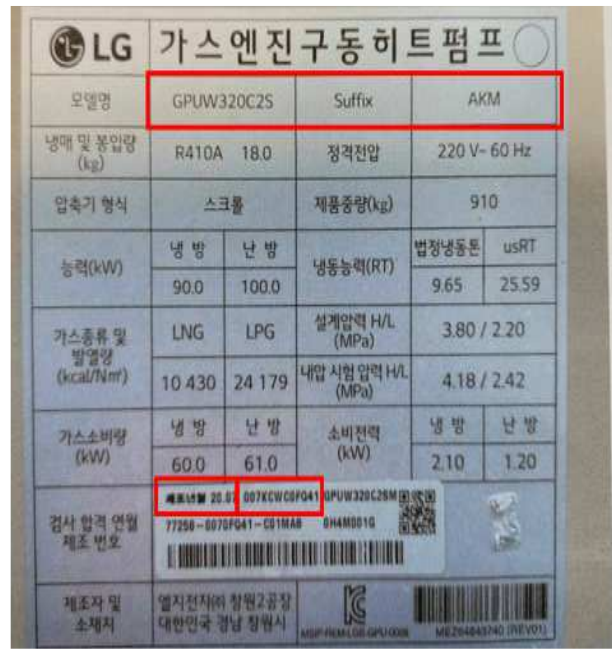 LG 가스엔진구동히트펌프
모델명 GPUW320C2S Suffix AKM
냉매 및 봉입량 (kg) R410A 18.0 정격전압 220 V~ 60 Hz
압축기 형식 스크롤 제품중량(kg) 910
능력(kW) 냉 방 난 방 냉동능력(RT) 법정냉동톤 usRT
90.0 100.0 9.65 25.59
가스종류 및 발열량 (kcal/N㎥) LNG LPG 설계압력 H/L (MPa) 3.80 / 2.20
10 430 24 179 내압 시험 압력 H/L (MPa) 4.18 / 2.42
가스소비량 (kW) 냉 방 난 방 소비전력 (kW) 냉 방 난 방
60.0 61.0 2.10 1.20
검사 합격 연월 제조 번호
제조년월 20.07 007KCWC0FQ41 GPUW320C2SM
77256-0070FQ41-C01MAB 0H4M001G
제조자 및 소재지 엘지전자㈜ 창원2공장
대한민국 경남 창원시